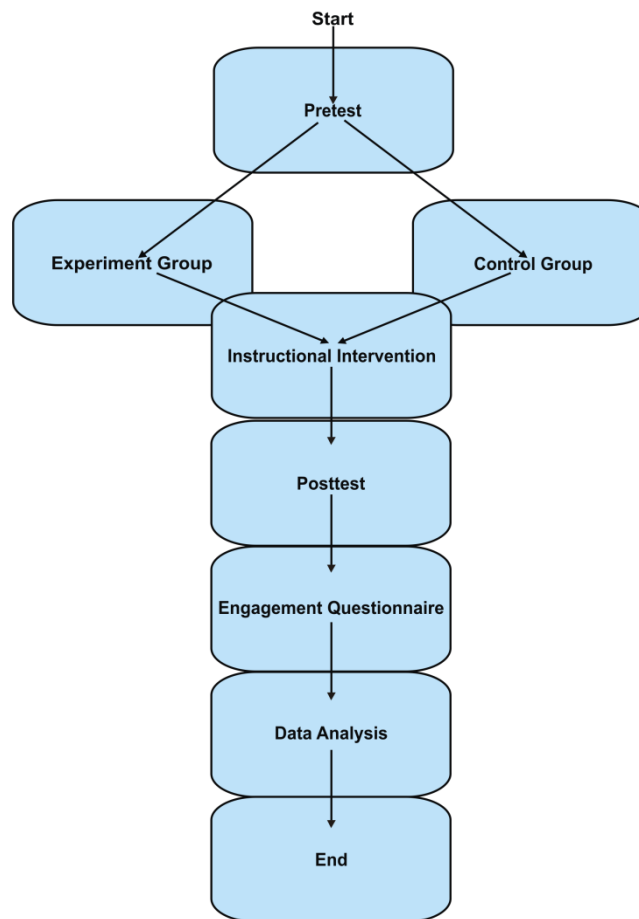 Start
Pretest
Experiment Group
Control Group
Instructional Intervention
Posttest
Engagement Questionnaire
Data Analysis
End